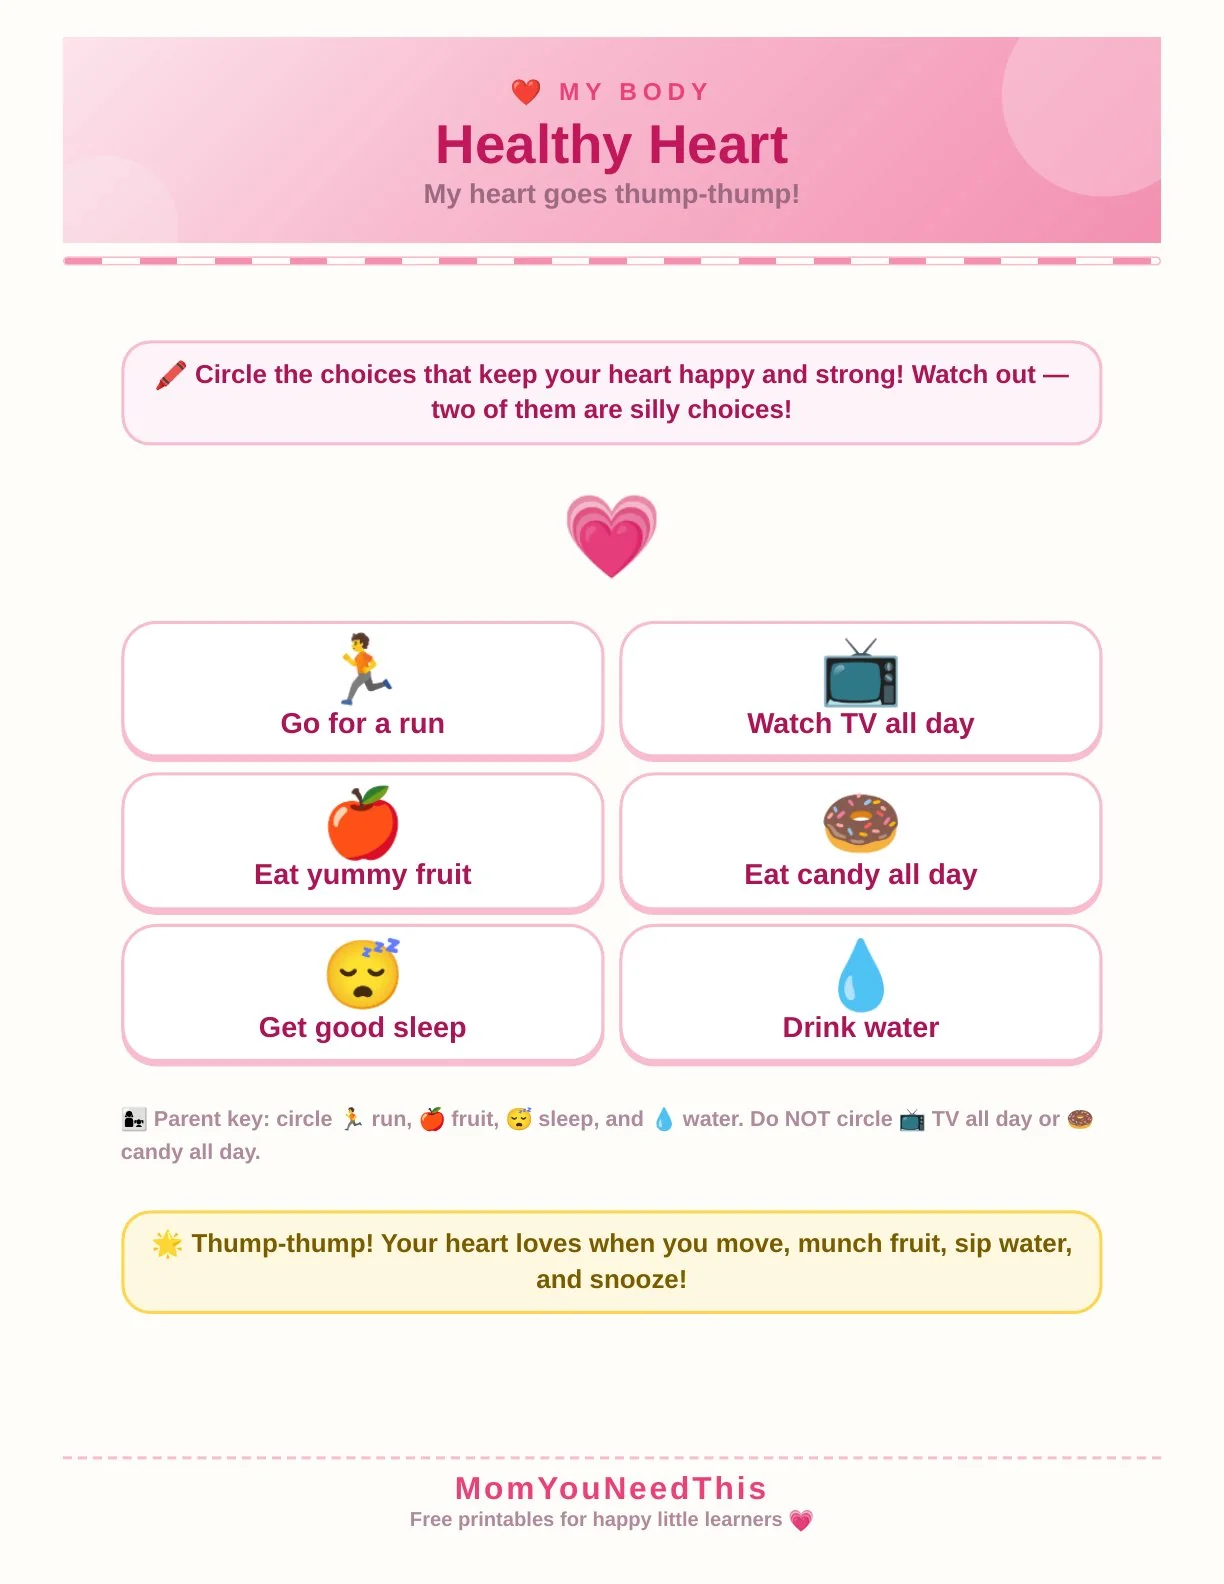 ❤️ MY BODY
Healthy Heart
My heart goes thump-thump!
🖍️ Circle the choices that keep your heart happy and strong! Watch out —
two of them are silly choices!
Go for a run
Watch TV all day
Eat yummy fruit
Eat candy all day
Get good sleep
Drink water
👩‍👧 Parent key: circle 🏃 run, 🍎 fruit, 😴 sleep, and 💧 water. Do NOT circle 📺 TV all day or 🍩
candy all day.
🌟 Thump-thump! Your heart loves when you move, munch fruit, sip water,
and snooze!
MomYouNeedThis
Free printables for happy little learners 💗